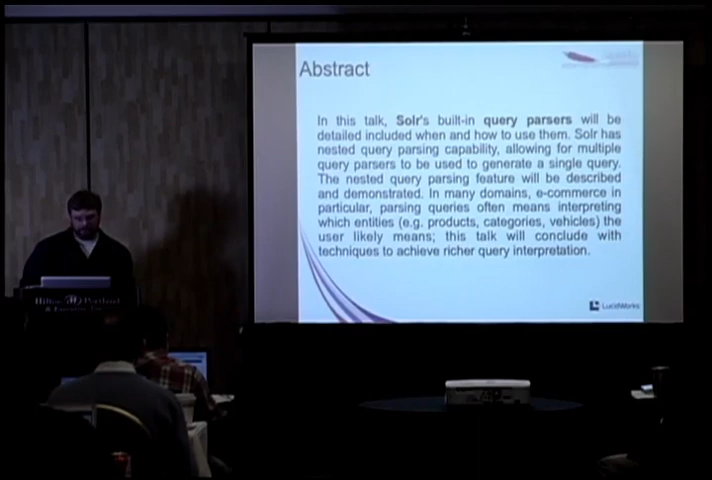 Abstract
In this talk, Solr's built-in query parsers will be
detailed included when and how to use them. Solr has
nested query parsing capability, allowing for multiple
query parsers to be used to generate a single query.
The nested query parsing feature will be described
and demonstrated. In many domains, e-commerce in
particular, parsing queries often means interpreting
which entities (e.g. products, categories, vehicles) the
user likely means; this talk will conclude with
techniques to achieve richer query interpretation.
LucidWorks
Hilton Portland
& Executive Tower